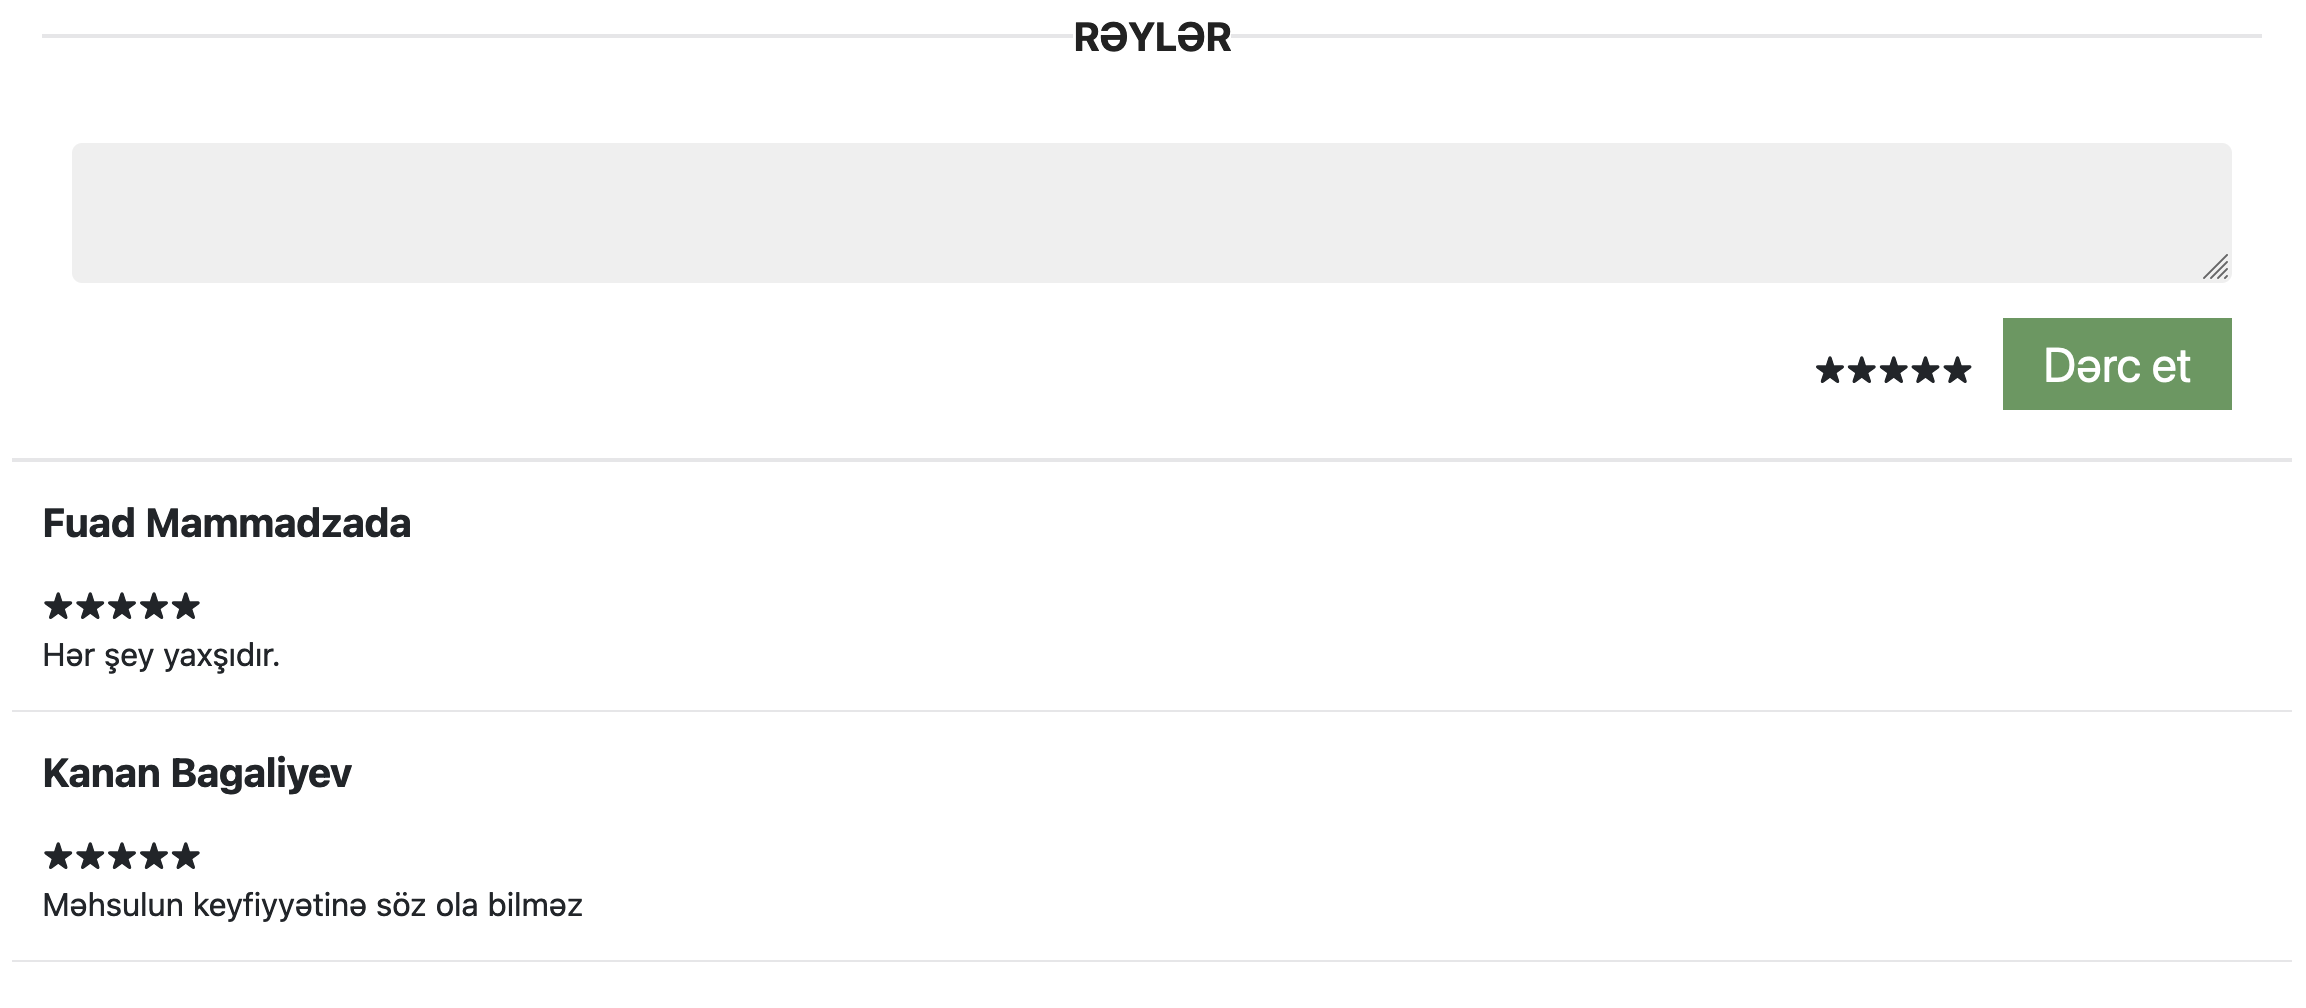 RƏYLƏR
★★★★★ Dərc et
Fuad Mammadzada
★★★★★
Hər şey yaxşıdır.
Kanan Bagaliyev
★★★★★
Məhsulun keyfiyyətinə söz ola bilməz